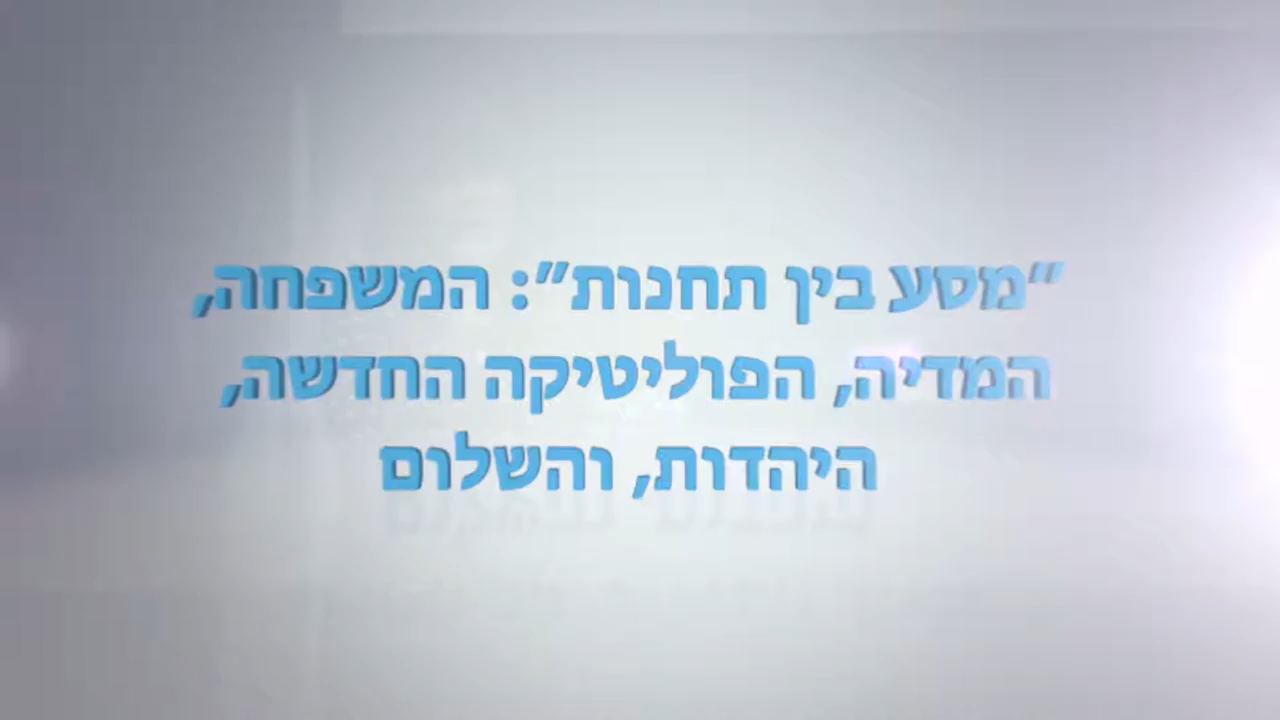 "מסע בין תחנות": המשפחה,
המדיה, הפוליטיקה החדשה,
היהדות, והשלום